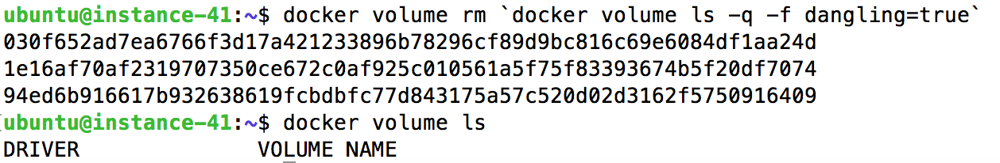 ubuntu@instance-41:~$ docker volume rm `docker volume ls -q -f dangling=true`
030f652ad7ea6766f3d17a421233896b78296cf89d9bc816c69e6084df1aa24d
1e16af70af2319707350ce672c0af925c010561a5f75f83393674b5f20df7074
94ed6b916617b932638619fcbdbfc77d843175a57c520d02d3162f5750916409
ubuntu@instance-41:~$ docker volume ls
DRIVER              VOLUME NAME